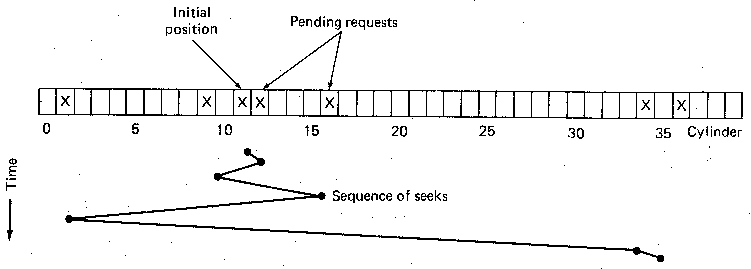 Initial
position
Pending requests
X X X X X X X
0 5 10 15 20 25 30 35 Cylinder
Time
Sequence of seeks